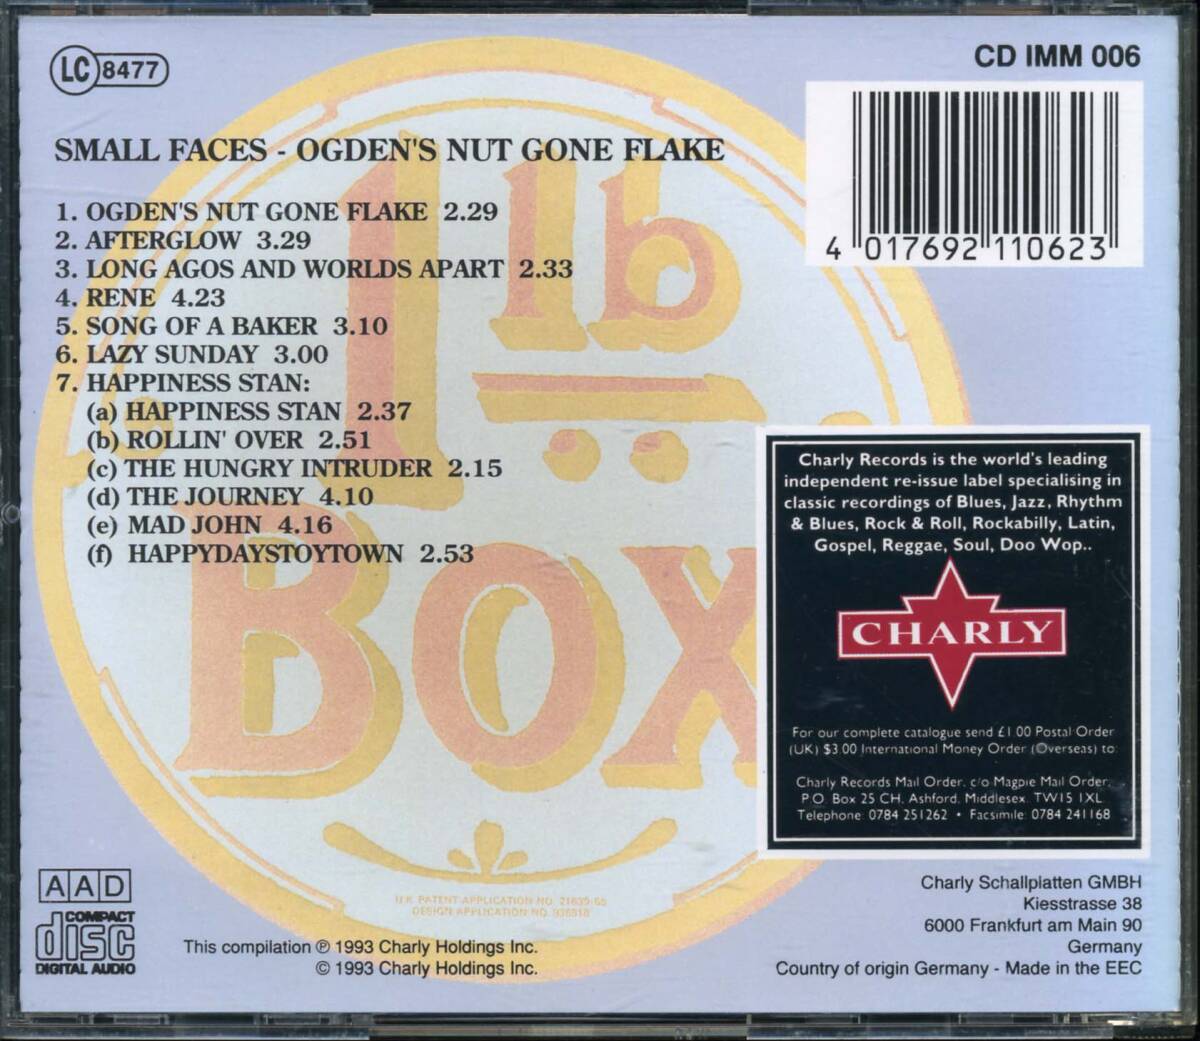 LC 8477
CD IMM 006
4 017692 110623
SMALL FACES - OGDEN'S NUT GONE FLAKE
1. OGDEN'S NUT GONE FLAKE 2.29
2. AFTERGLOW 3.29
3. LONG AGOS AND WORLDS APART 2.33
4. RENE 4.23
5. SONG OF A BAKER 3.10
6. LAZY SUNDAY 3.00
7. HAPPINESS STAN:
(a) HAPPINESS STAN 2.37
(b) ROLLIN' OVER 2.51
(c) THE HUNGRY INTRUDER 2.15
(d) THE JOURNEY 4.10
(e) MAD JOHN 4.16
(f) HAPPYDAYSTOYTOWN 2.53
1 lb
BOX
Charly Records is the world's leading
independent re-issue label specialising in
classic recordings of Blues, Jazz, Rhythm
& Blues, Rock & Roll, Rockabilly, Latin,
Gospel, Reggae, Soul, Doo Wop..
CHARLY
For our complete catalogue send £1 00 Postal Order
(UK) $3.00 International Money Order (Overseas) to:
Charly Records Mail Order, c/o Magpie Mail Order,
P.O. Box 25 CH, Ashford, Middlesex. TW15 1XL
Telephone: 0784 251262 • Facsimile: 0784 241168
U.K. PATENT APPLICATION NO.
DESIGN APPLICATION NO.
AAD
COMPACT
disc
DIGITAL AUDIO
This compilation ℗ 1993 Charly Holdings Inc.
© 1993 Charly Holdings Inc.
Charly Schallplatten GMBH
Kiesstrasse 38
6000 Frankfurt am Main 90
Germany
Country of origin Germany - Made in the EEC